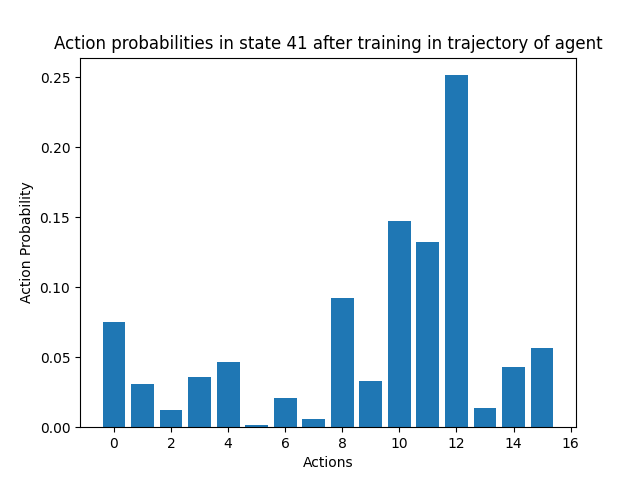 Action probabilities in state 41 after training in trajectory of agent
0.25
0.20
0.15
0.10
0.05
0.00
Action Probability
0 2 4 6 8 10 12 14 16
Actions